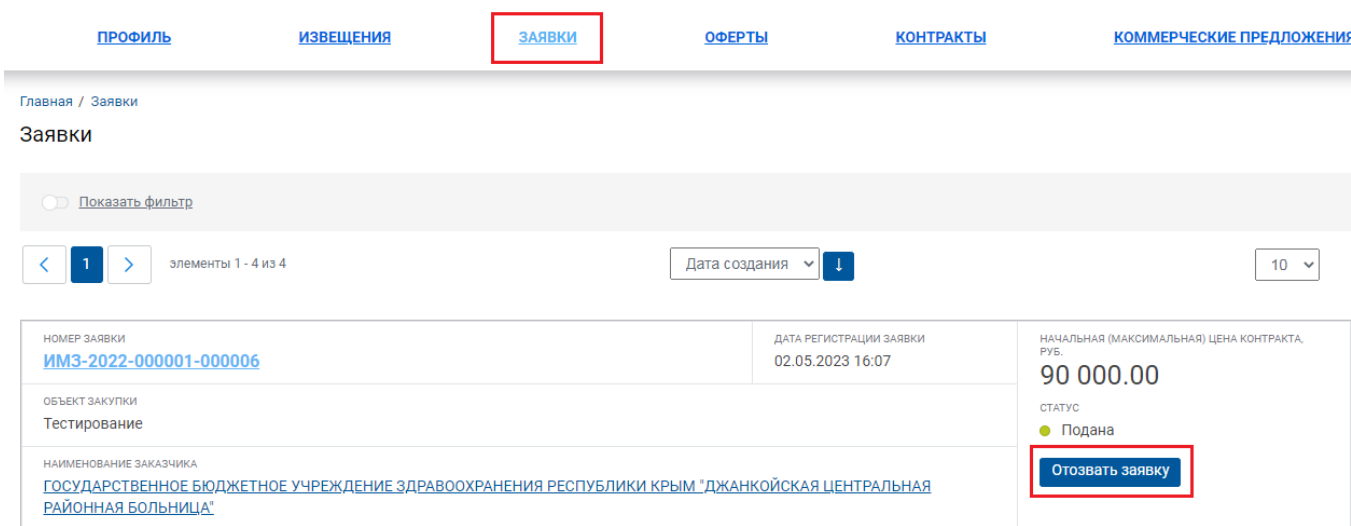 ПРОФИЛЬ ИЗВЕЩЕНИЯ ЗАЯВКИ ОФЕРТЫ КОНТРАКТЫ КОММЕРЧЕСКИЕ ПРЕДЛОЖЕНИЯ
Главная / Заявки
Заявки
Показать фильтр
1 элементы 1 - 4 из 4 Дата создания ↓ 10
НОМЕР ЗАЯВКИ
ИМЗ-2022-000001-000006
ДАТА РЕГИСТРАЦИИ ЗАЯВКИ
02.05.2023 16:07
НАЧАЛЬНАЯ (МАКСИМАЛЬНАЯ) ЦЕНА КОНТРАКТА,
РУБ.
90 000.00
ОБЪЕКТ ЗАКУПКИ
Тестирование
СТАТУС
Подана
Отозвать заявку
НАИМЕНОВАНИЕ ЗАКАЗЧИКА
ГОСУДАРСТВЕННОЕ БЮДЖЕТНОЕ УЧРЕЖДЕНИЕ ЗДРАВООХРАНЕНИЯ РЕСПУБЛИКИ КРЫМ "ДЖАНКОЙСКАЯ ЦЕНТРАЛЬНАЯ
РАЙОННАЯ БОЛЬНИЦА"